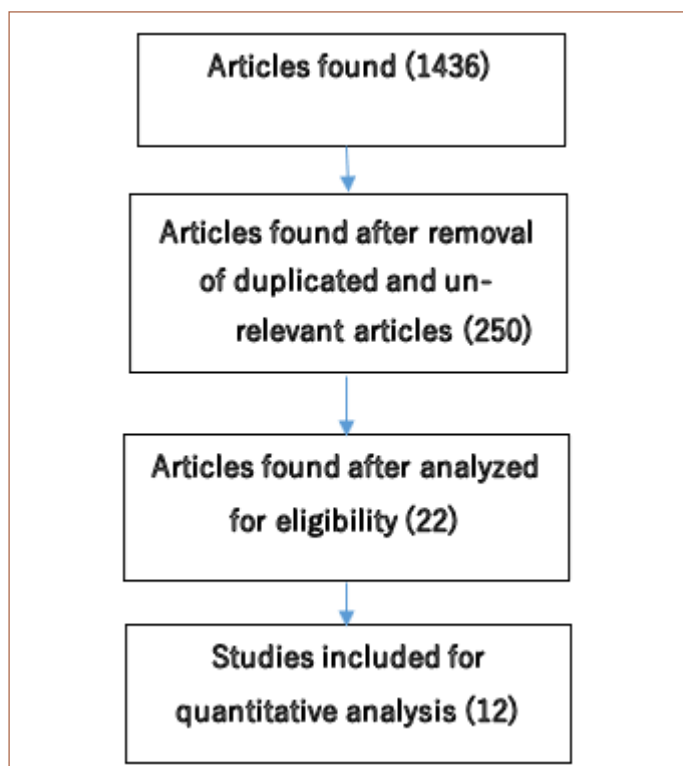 Articles found (1436)
Articles found after removal
of duplicated and un-
relevant articles (250)
Articles found after analyzed
for eligibility (22)
Studies included for
quantitative analysis (12)